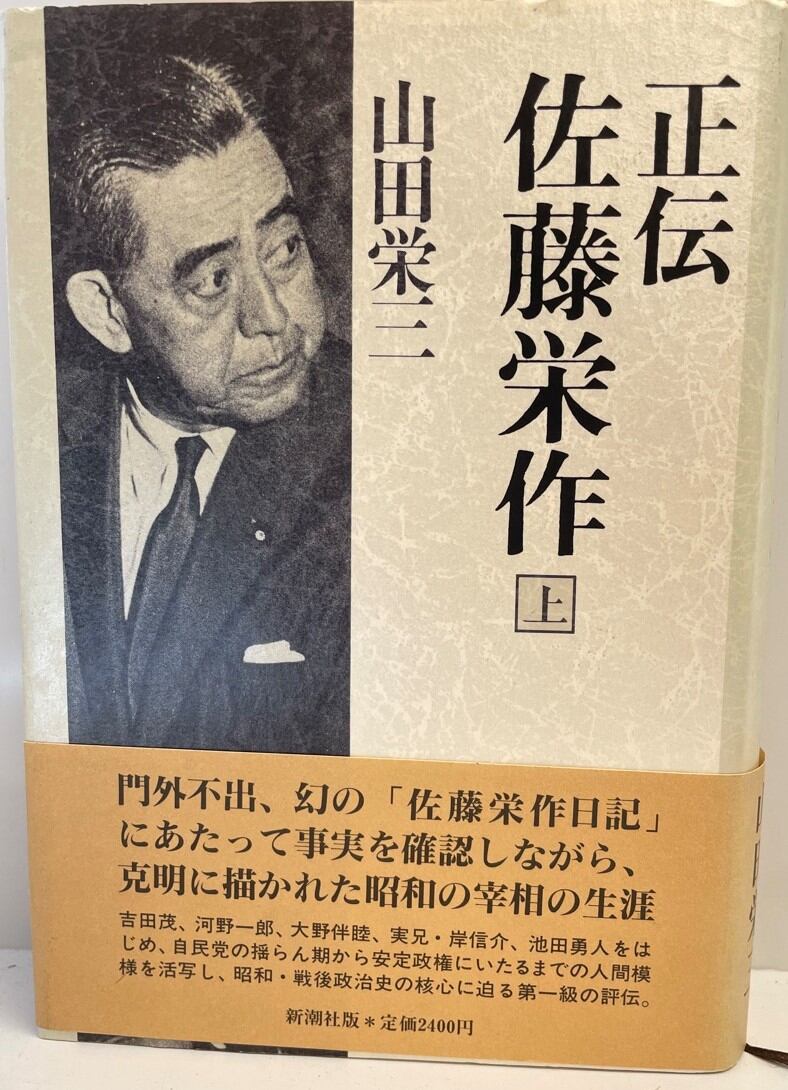 正伝
佐藤栄作
上
山田栄三
門外不出、幻の「佐藤栄作日記」
にあたって事実を確認しながら、
克明に描かれた昭和の宰相の生涯
吉田茂、河野一郎、大野伴睦、実兄・岸信介、池田勇人をは
じめ、自民党の揺らん期から安定政権にいたるまでの人間模
様を活写し、昭和・戦後政治史の核心に迫る第一級の評伝。
新潮社版＊定価2400円